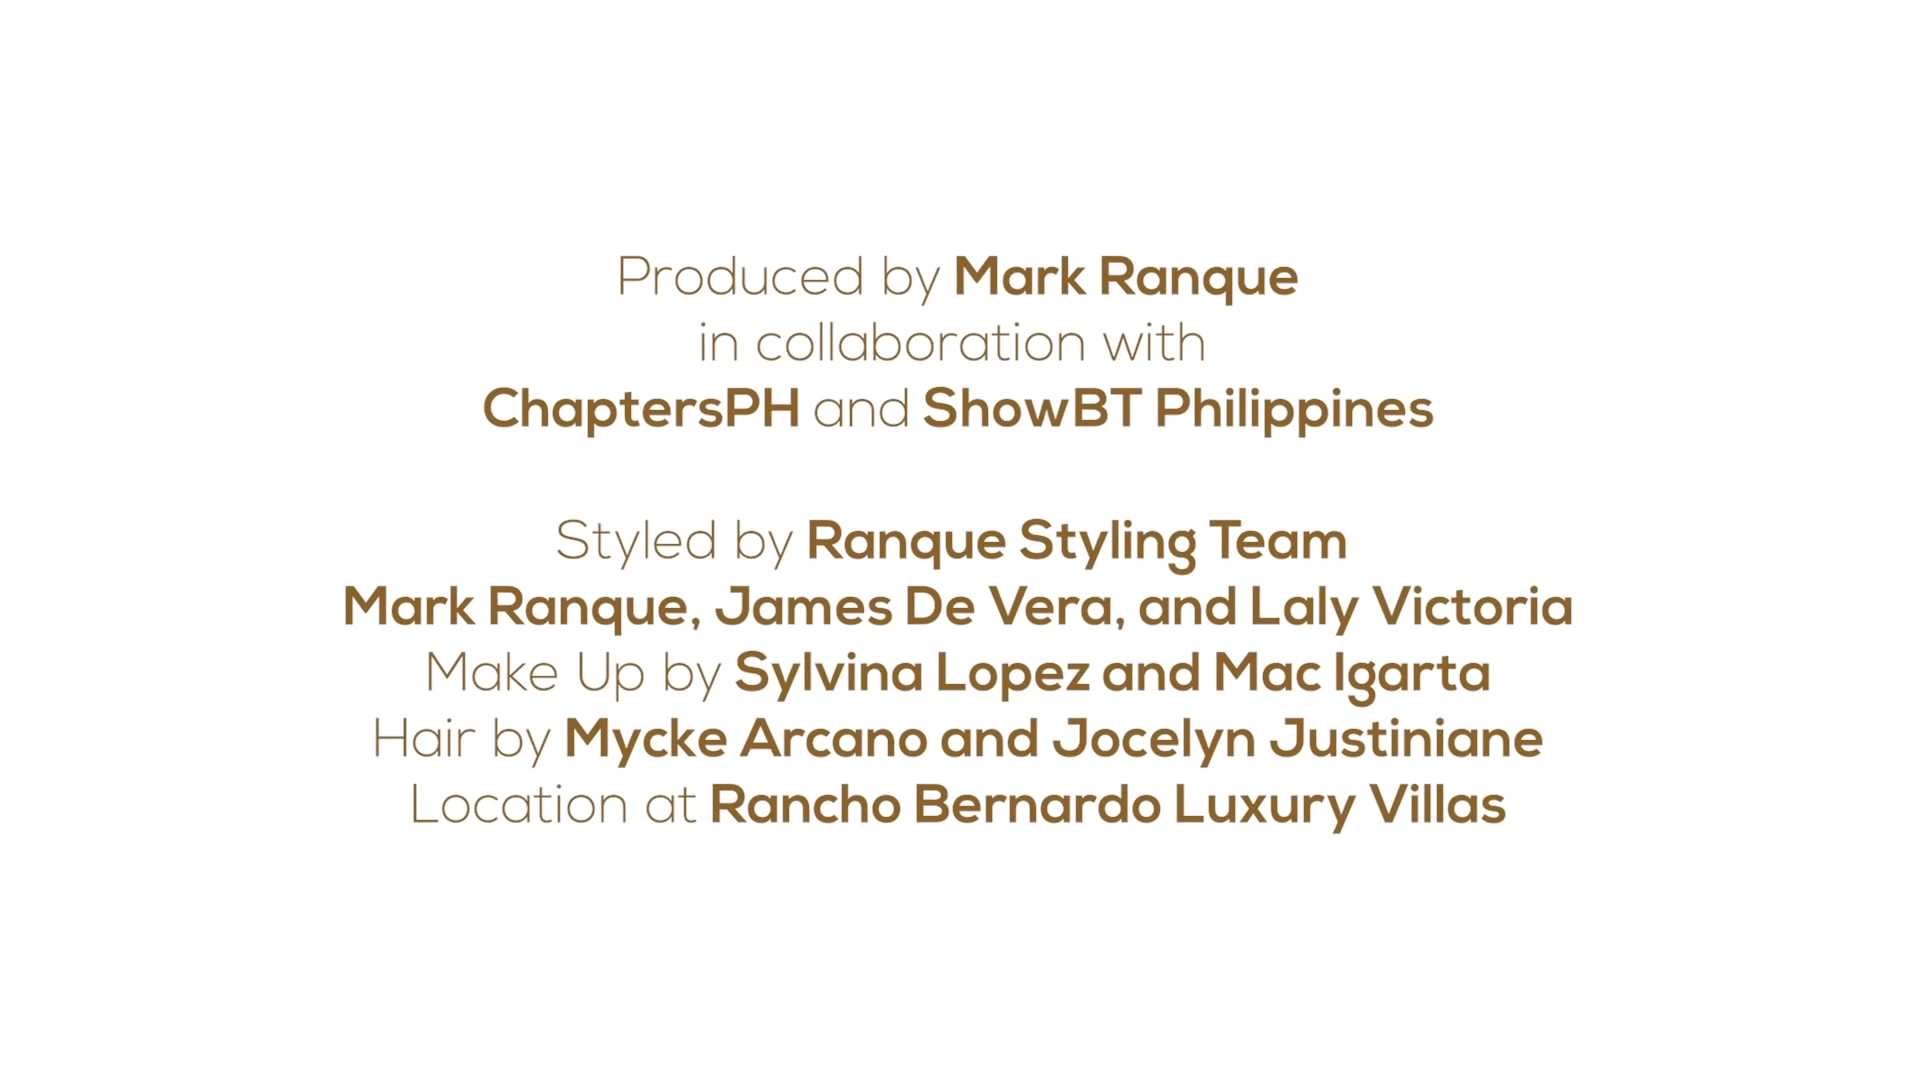 Produced by Mark Ranque
in collaboration with
ChaptersPH and ShowBT Philippines
Styled by Ranque Styling Team
Mark Ranque, James De Vera, and Laly Victoria
Make Up by Sylvina Lopez and Mac Igarta
Hair by Mycke Arcano and Jocelyn Justiniane
Location at Rancho Bernardo Luxury Villas